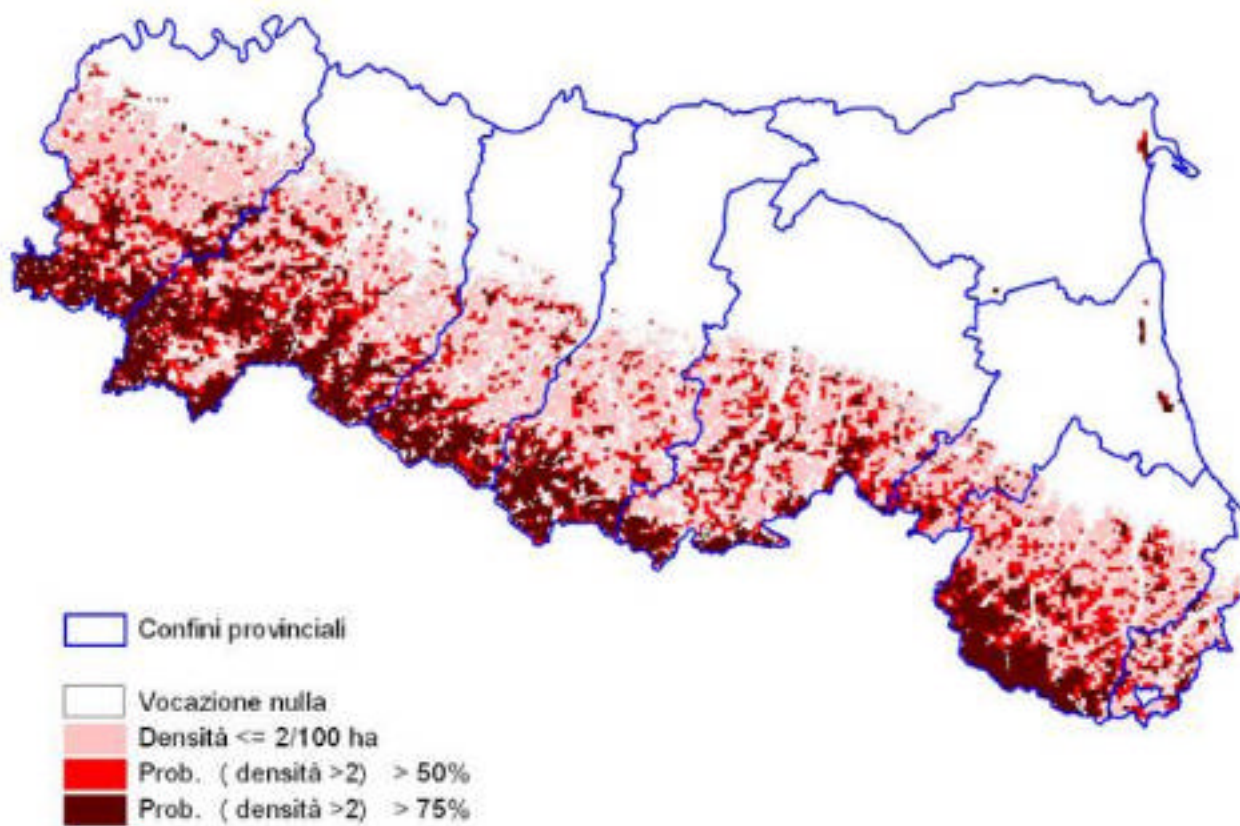 Confini provinciali
Vocazione nulla
Densità <= 2/100 ha
Prob. ( densità >2) > 50%
Prob. ( densità >2) > 75%